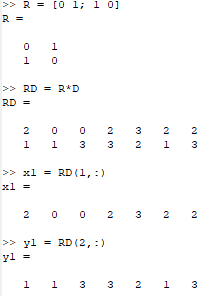 >> R = [0 1; 1 0]
R =
0 1
1 0
>> RD = R*D
RD =
2 0 0 2 3 2 2
1 1 3 3 2 1 3
>> x1 = RD(1,:)
x1 =
2 0 0 2 3 2 2
>> y1 = RD(2,:)
y1 =
1 1 3 3 2 1 3